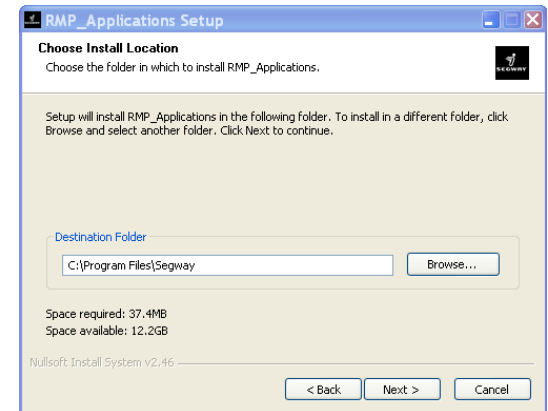 RMP_Applications Setup
Choose Install Location
Choose the folder in which to install RMP_Applications.
SEGWAY
Setup will install RMP_Applications in the following folder. To install in a different folder, click
Browse and select another folder. Click Next to continue.
Destination Folder
C:\Program Files\Segway
Browse...
Space required: 37.4MB
Space available: 12.2GB
Nullsoft Install System v2.46
< Back
Next >
Cancel